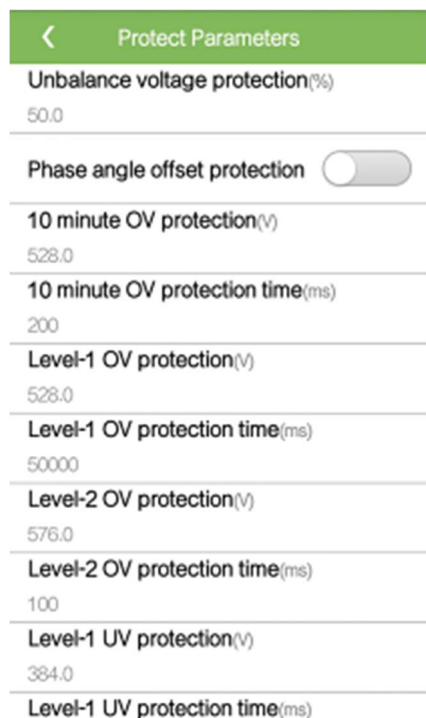 Protect Parameters
Unbalance voltage protection(%)
50.0
Phase angle offset protection
10 minute OV protection(V)
528.0
10 minute OV protection time(ms)
200
Level-1 OV protection(V)
528.0
Level-1 OV protection time(ms)
50000
Level-2 OV protection(V)
576.0
Level-2 OV protection time(ms)
100
Level-1 UV protection(V)
384.0
Level-1 UV protection time(ms)